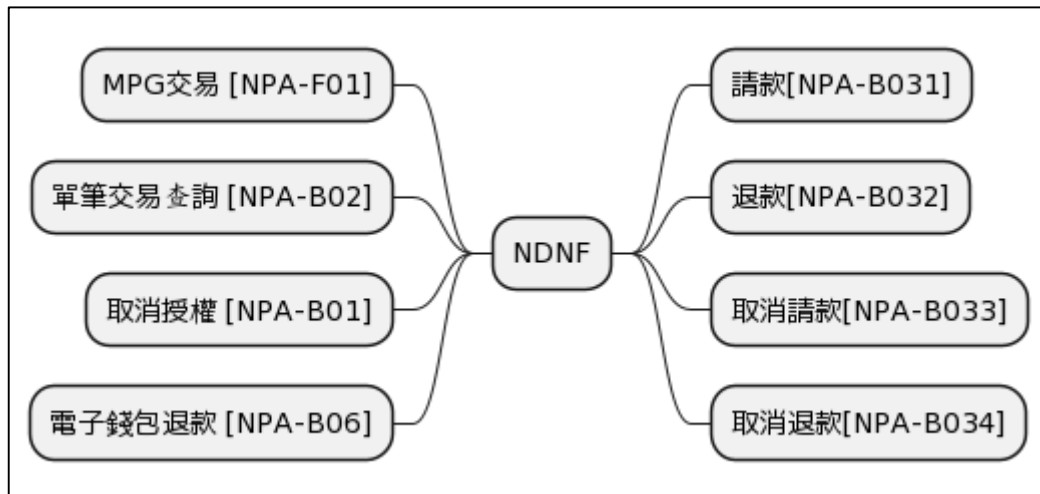 MPG交易 [NPA-F01]
單筆交易查詢 [NPA-B02]
取消授權 [NPA-B01]
電子錢包退款 [NPA-B06]
NDNF
請款[NPA-B031]
退款[NPA-B032]
取消請款[NPA-B033]
取消退款[NPA-B034]